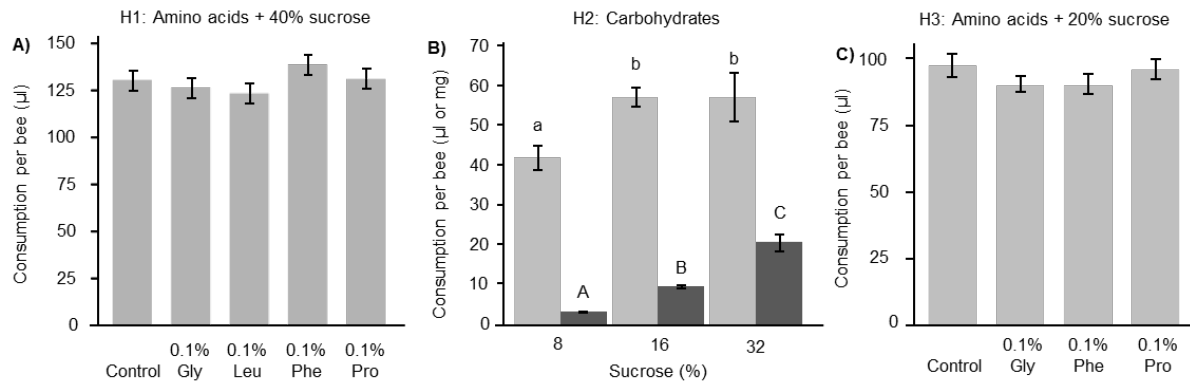 H1: Amino acids + 40% sucrose
A)
Consumption per bee (µl)
150
125
100
75
50
25
0
Control
0.1% Gly
0.1% Leu
0.1% Phe
0.1% Pro
H2: Carbohydrates
B)
Consumption per bee (µl or mg)
70
60
50
40
30
20
10
0
a
A
b
B
b
C
8
16
32
Sucrose (%)
H3: Amino acids + 20% sucrose
C)
Consumption per bee (µl)
100
75
50
25
0
Control
0.1% Gly
0.1% Phe
0.1% Pro